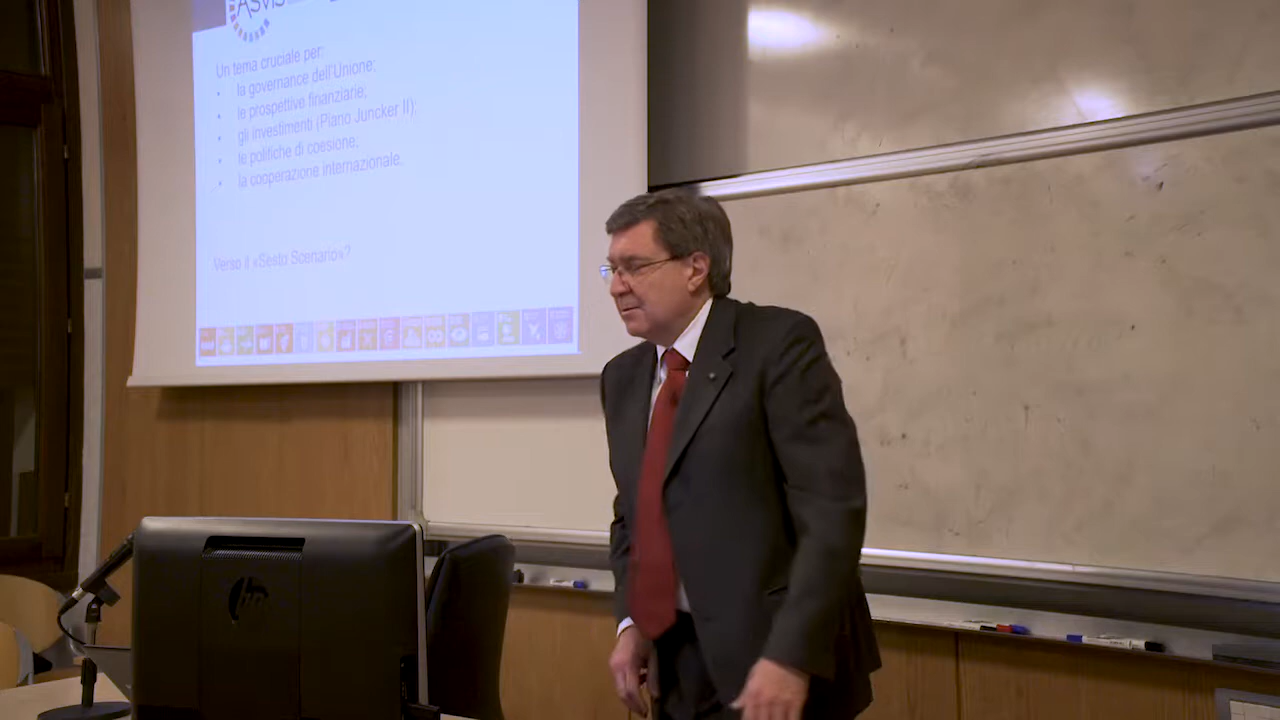 ASVIS
Un tema cruciale per:
• la governance dell'Unione;
• le prospettive finanziarie;
• gli investimenti (Piano Juncker II);
• le politiche di coesione;
• la cooperazione internazionale.
Verso il «Sesto Scenario»?
hp